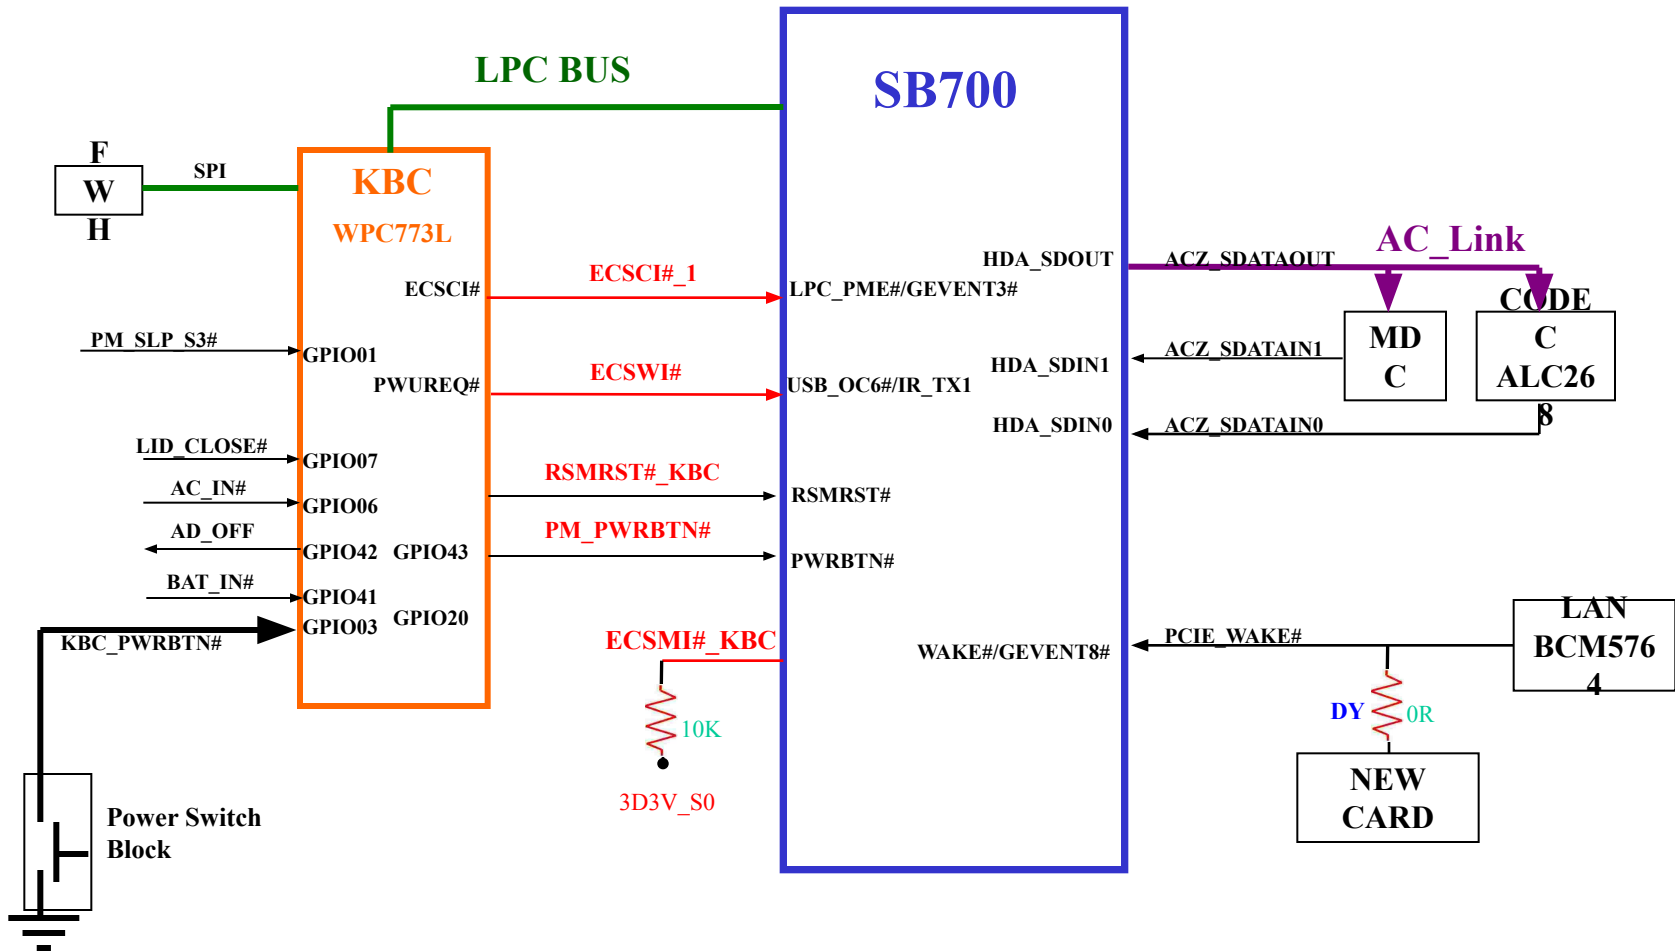 LPC BUS
SB700
F
W
H
SPI
KBC
WPC773L
ECSCI#
ECSCI#_1
LPC_PME#/GEVENT3#
HDA_SDOUT
ACZ_SDATAOUT
AC_Link
PM_SLP_S3#
GPIO01
PWUREQ#
ECSWI#
USB_OC6#/IR_TX1
HDA_SDIN1
ACZ_SDATAIN1
MD
C
CODE
C
ALC26
8
HDA_SDIN0
ACZ_SDATAIN0
LID_CLOSE#
GPIO07
AC_IN#
GPIO06
RSMRST#_KBC
RSMRST#
AD_OFF
GPIO42
GPIO43
PM_PWRBTN#
PWRBTN#
BAT_IN#
GPIO41
GPIO03
GPIO20
KBC_PWRBTN#
ECSMI#_KBC
WAKE#/GEVENT8#
PCIE_WAKE#
LAN
BCM576
4
10K
DY
0R
3D3V_S0
NEW
CARD
Power Switch
Block